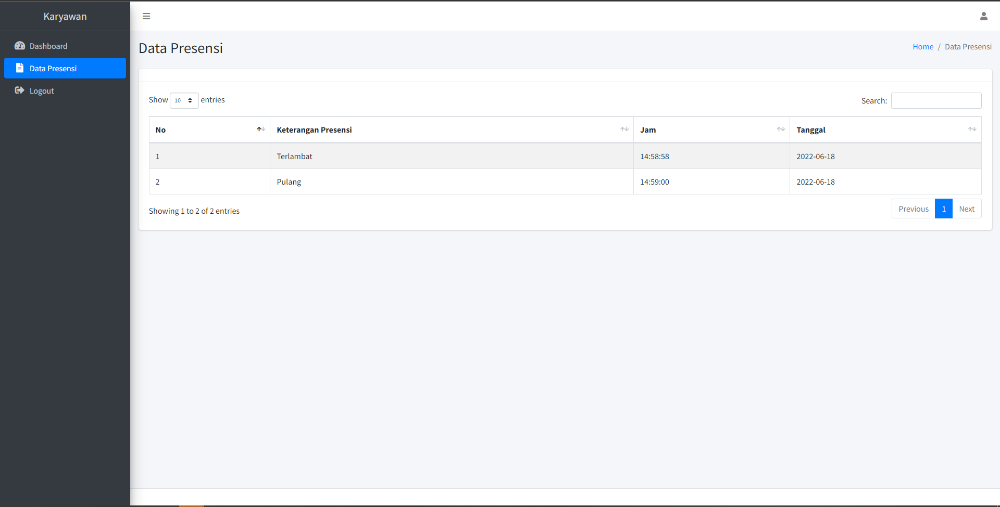 Karyawan
Dashboard
Data Presensi
Logout
Data Presensi
Home / Data Presensi
Show 10 entries
Search:
No Keterangan Presensi Jam Tanggal
1 Terlambat 14:58:58 2022-06-18
2 Pulang 14:59:00 2022-06-18
Showing 1 to 2 of 2 entries
Previous 1 Next